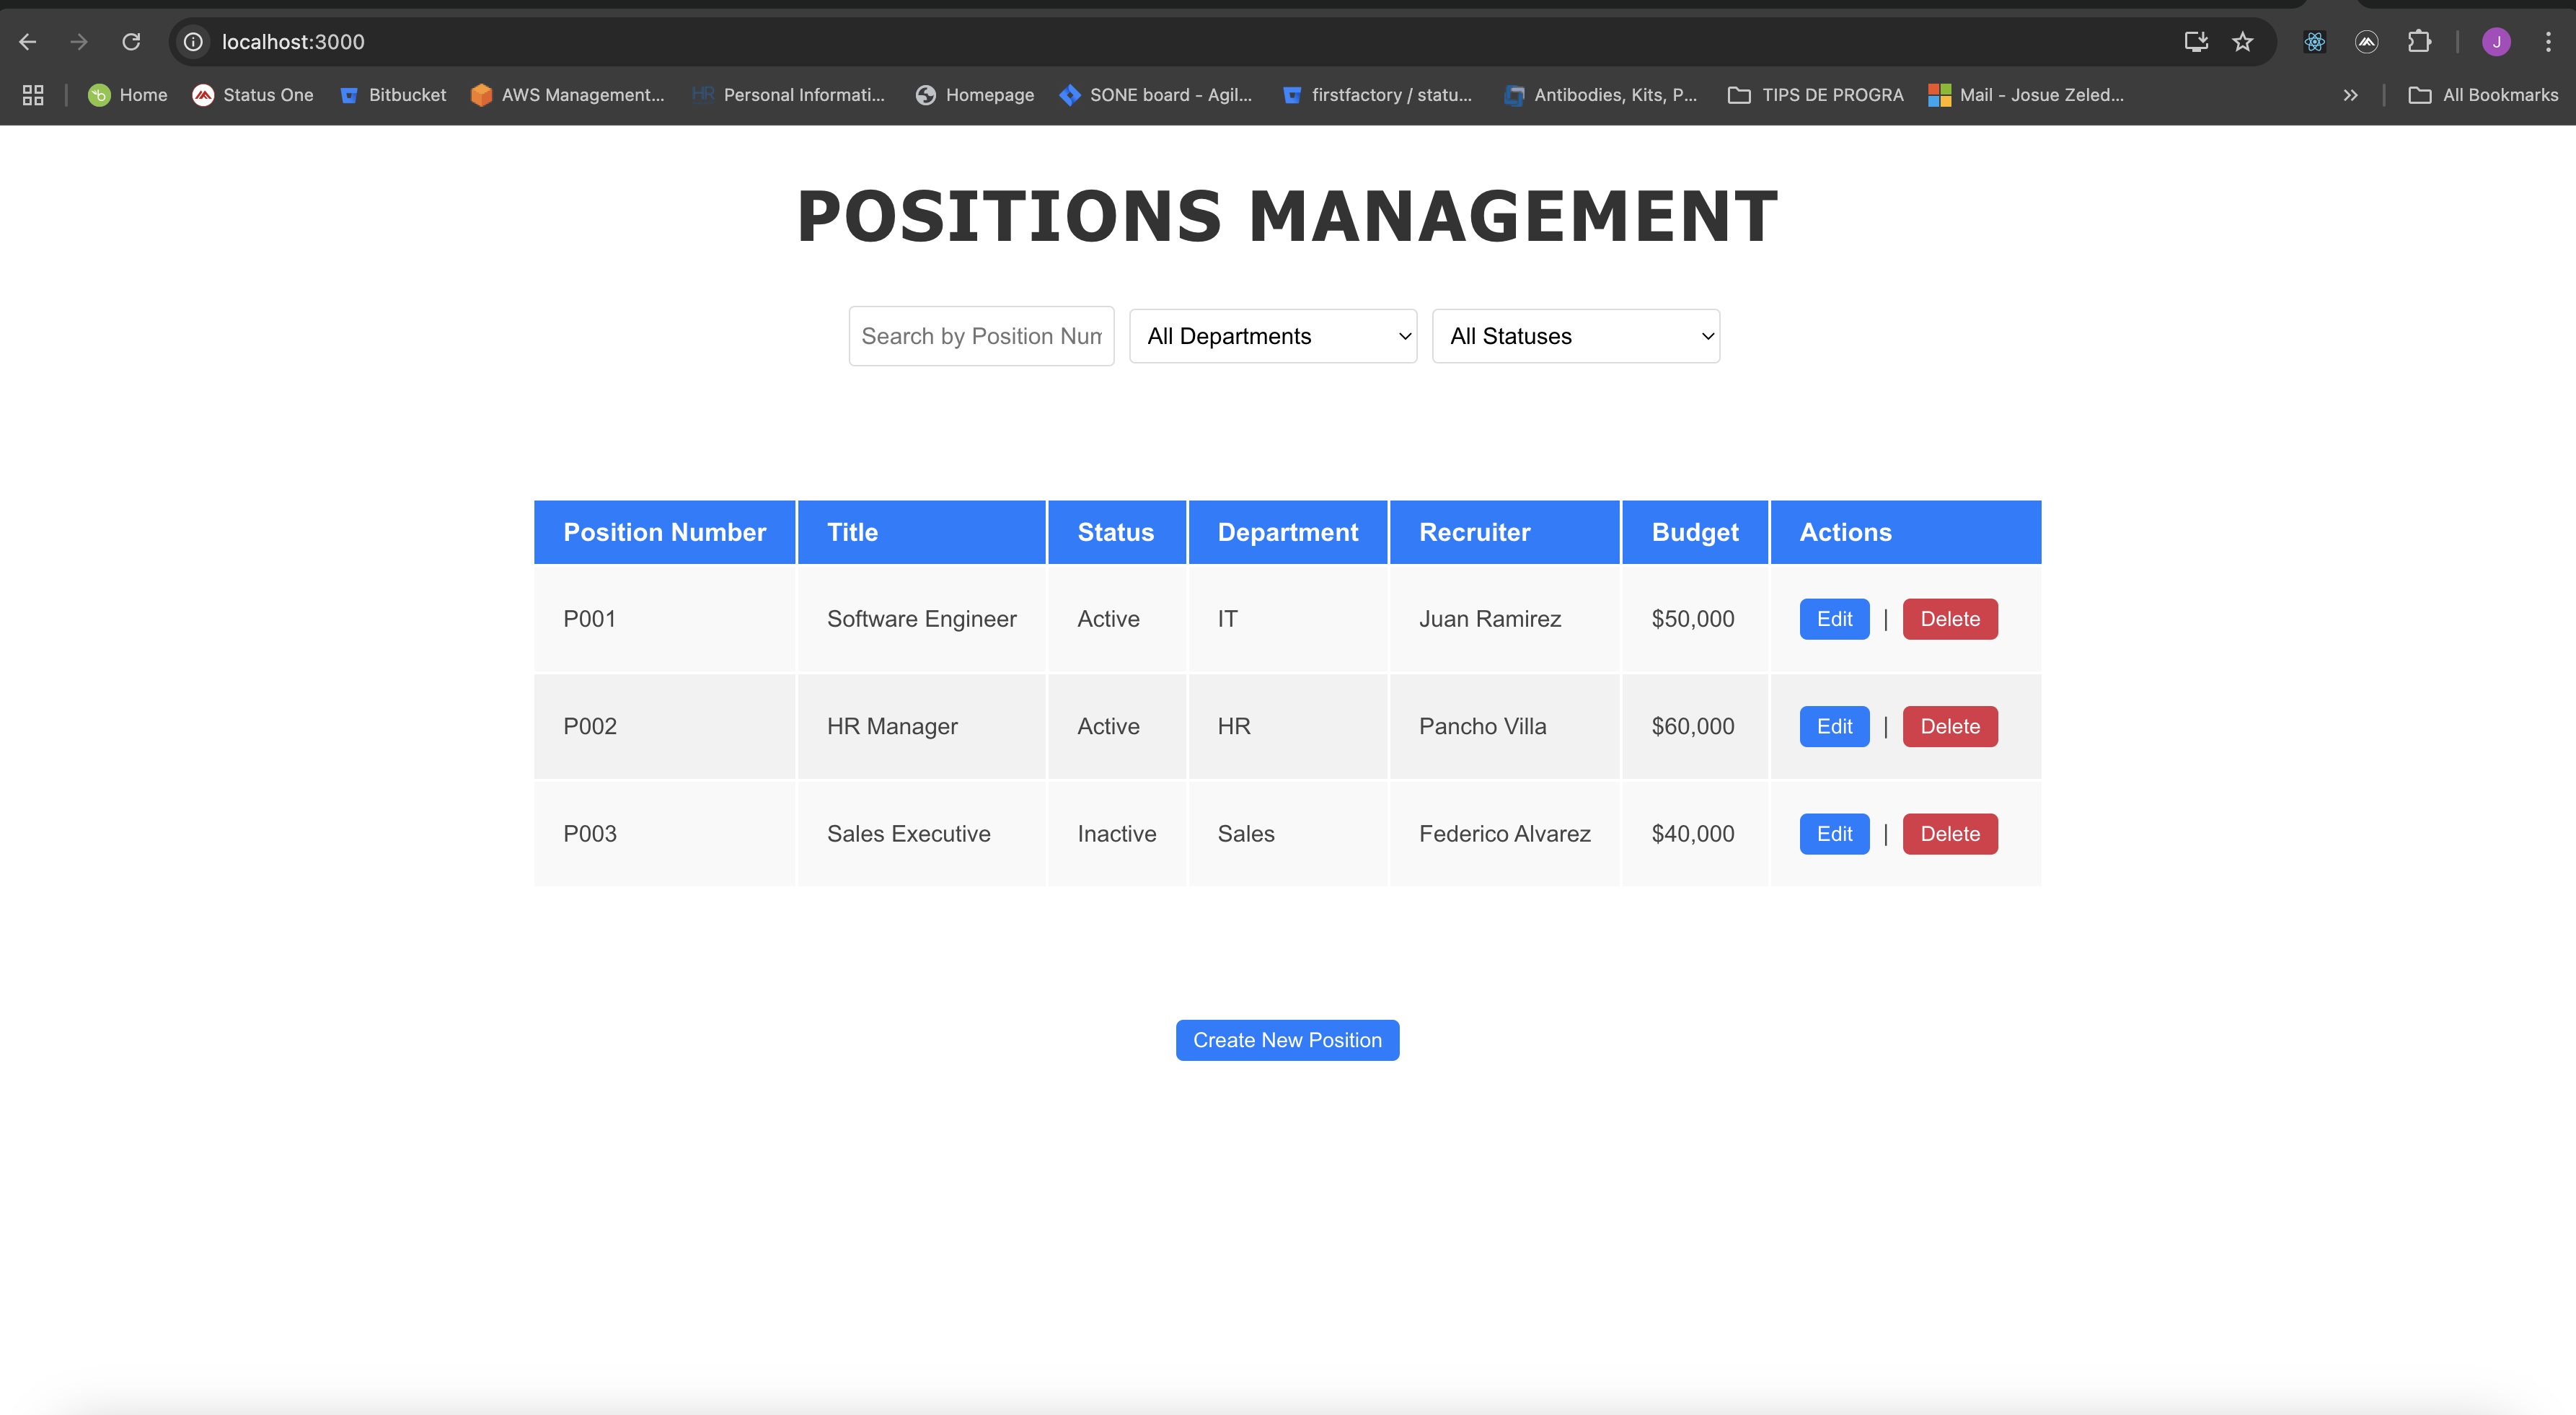 localhost:3000
J
Home Status One Bitbucket AWS Management... HR Personal Informati... Homepage SONE board - Agil... firstfactory / statu... Antibodies, Kits, P... TIPS DE PROGRA Mail - Josue Zeled... All Bookmarks
POSITIONS MANAGEMENT
Search by Position Num All Departments All Statuses
Position Number Title Status Department Recruiter Budget Actions
P001 Software Engineer Active IT Juan Ramirez $50,000 Edit | Delete
P002 HR Manager Active HR Pancho Villa $60,000 Edit | Delete
P003 Sales Executive Inactive Sales Federico Alvarez $40,000 Edit | Delete
Create New Position